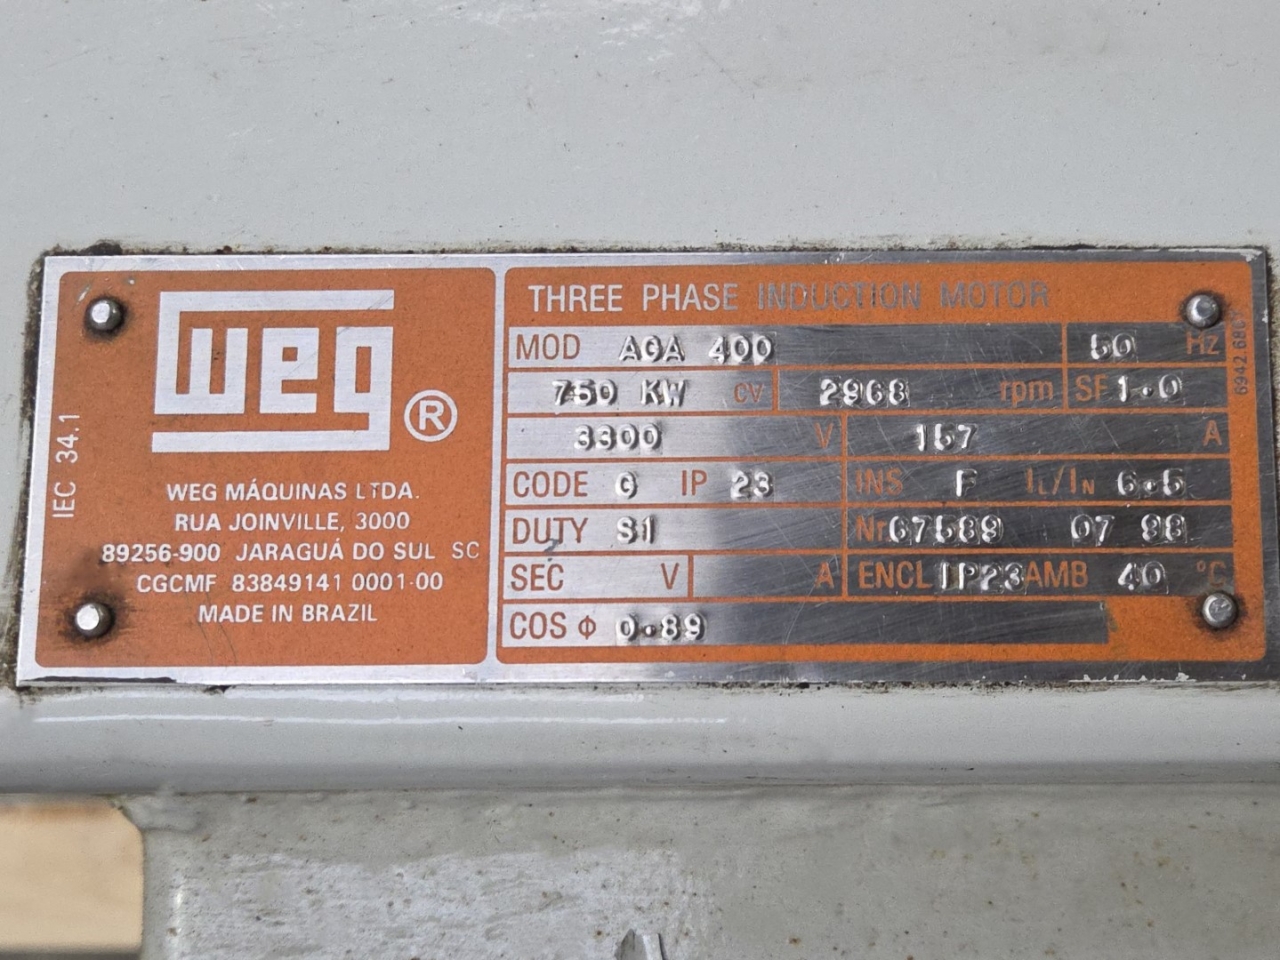 IEC 34.1
weg ®
WEG MÁQUINAS LTDA.
RUA JOINVILLE, 3000
89256-900 JARAGUÁ DO SUL SC
CGCMF 83849141 0001-00
MADE IN BRAZIL
THREE PHASE INDUCTION MOTOR
MOD AGA 400 50 Hz
750 KW CV 2968 rpm SF 1.0
3300 V 157 A
CODE G IP 23 INS F IL/IN 6.5
DUTY S1 Nr 67589 07 98
SEC V A ENCL IP23 AMB 40 °C
COS Φ 0.89